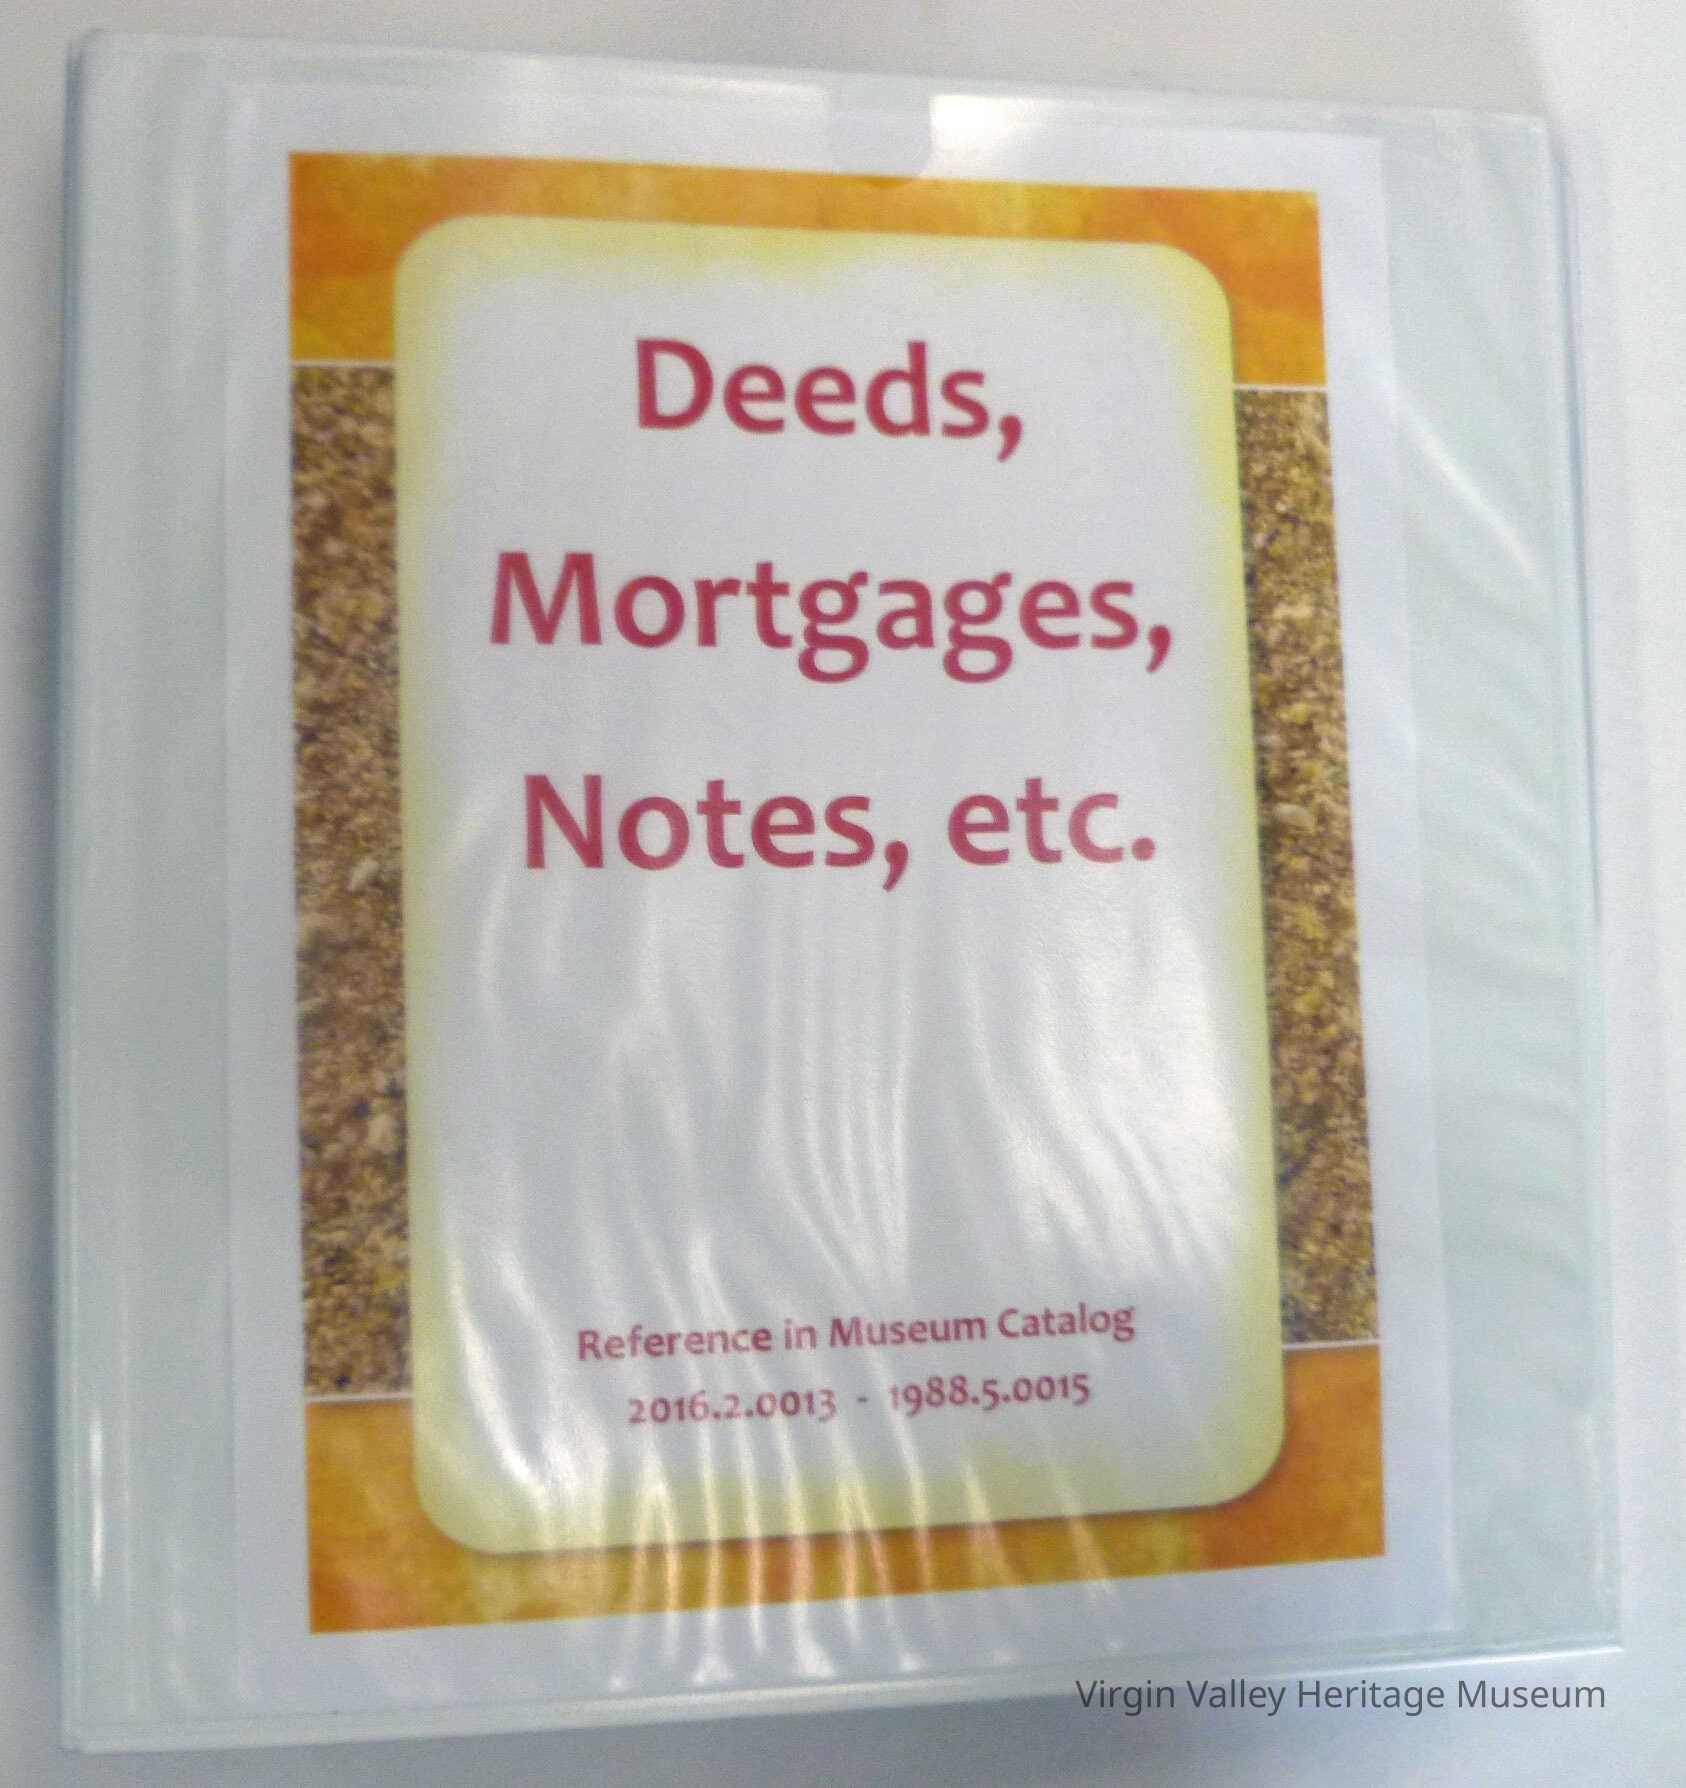 Deeds,
Mortgages,
Notes, etc.
Reference in Museum Catalog
2016.2.0013 - 1988.5.0015
Virgin Valley Heritage Museum